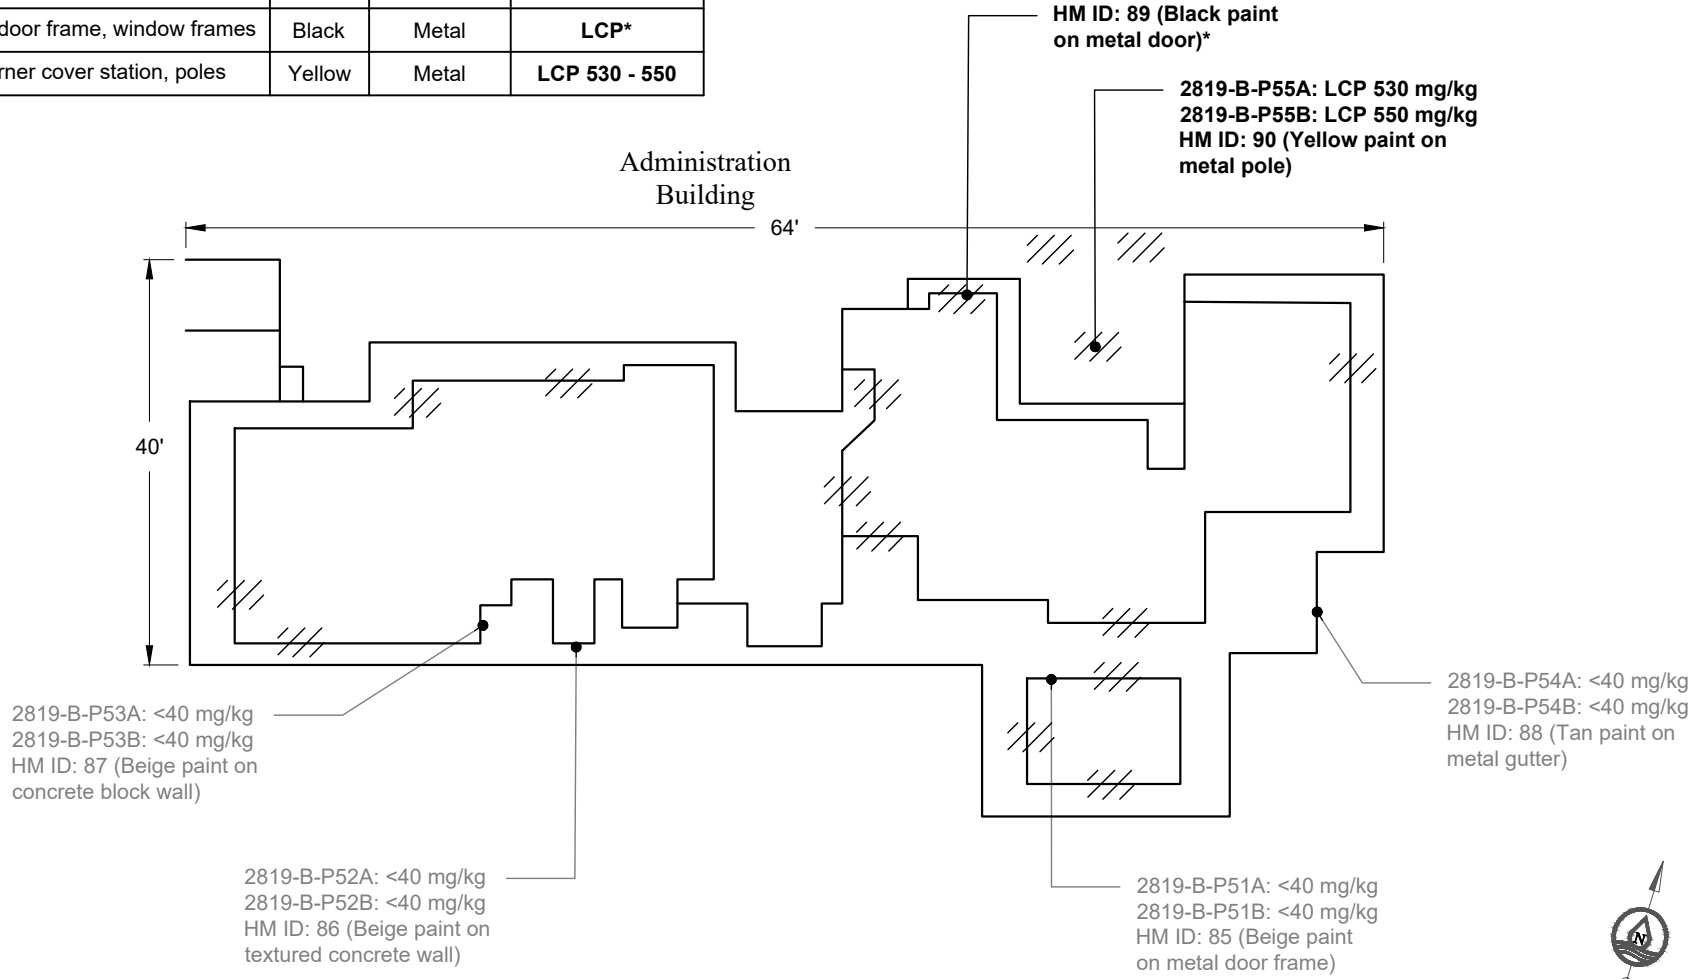 door frame, window frames Black Metal LCP*
rner cover station, poles Yellow Metal LCP 530 - 550
HM ID: 89 (Black paint
on metal door)*
2819-B-P55A: LCP 530 mg/kg
2819-B-P55B: LCP 550 mg/kg
HM ID: 90 (Yellow paint on
metal pole)
Administration
Building
64'
40'
2819-B-P53A: <40 mg/kg
2819-B-P53B: <40 mg/kg
HM ID: 87 (Beige paint on
concrete block wall)
2819-B-P54A: <40 mg/kg
2819-B-P54B: <40 mg/kg
HM ID: 88 (Tan paint on
metal gutter)
2819-B-P52A: <40 mg/kg
2819-B-P52B: <40 mg/kg
HM ID: 86 (Beige paint on
textured concrete wall)
2819-B-P51A: <40 mg/kg
2819-B-P51B: <40 mg/kg
HM ID: 85 (Beige paint
on metal door frame)
N